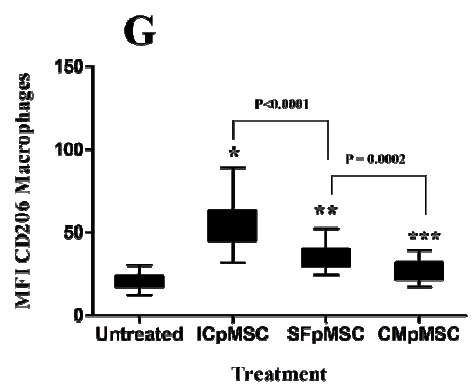 G
MFI CD206 Macrophages
150
100
50
0
P<0.0001
P = 0.0002
*
**
***
Untreated ICpMSC SFpMSC CMpMSC
Treatment